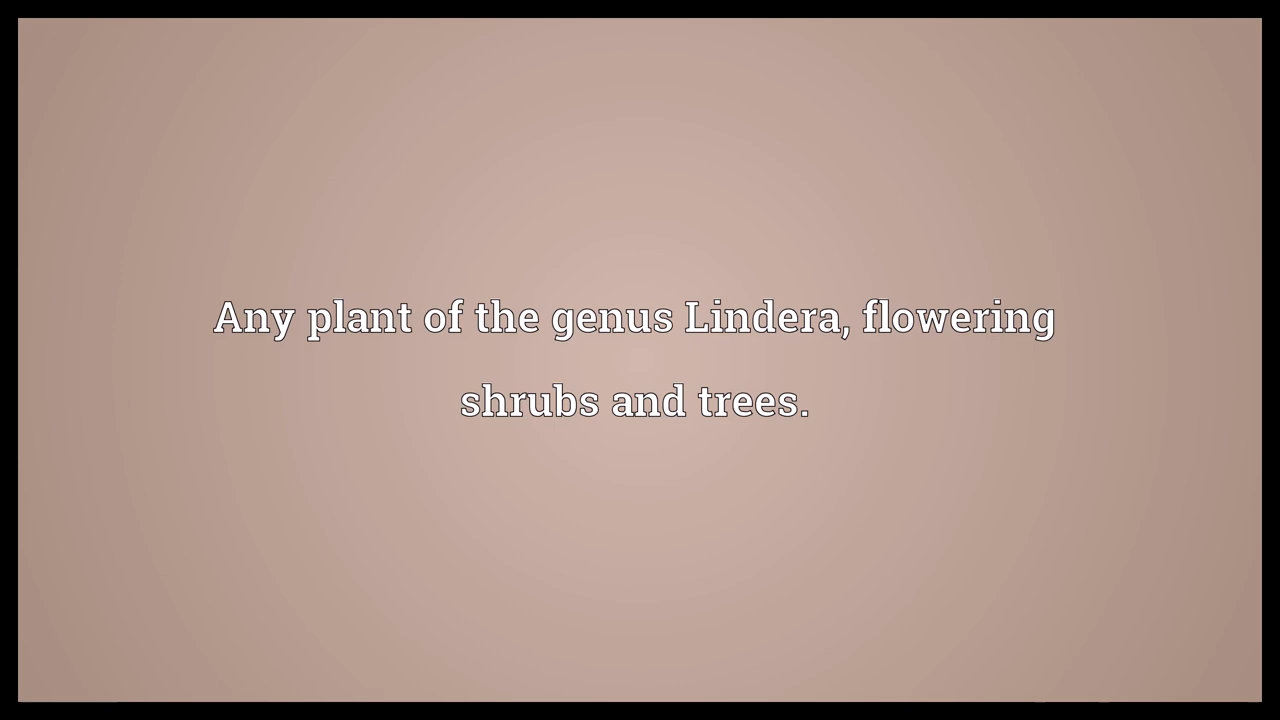 Any plant of the genus Lindera, flowering
shrubs and trees.